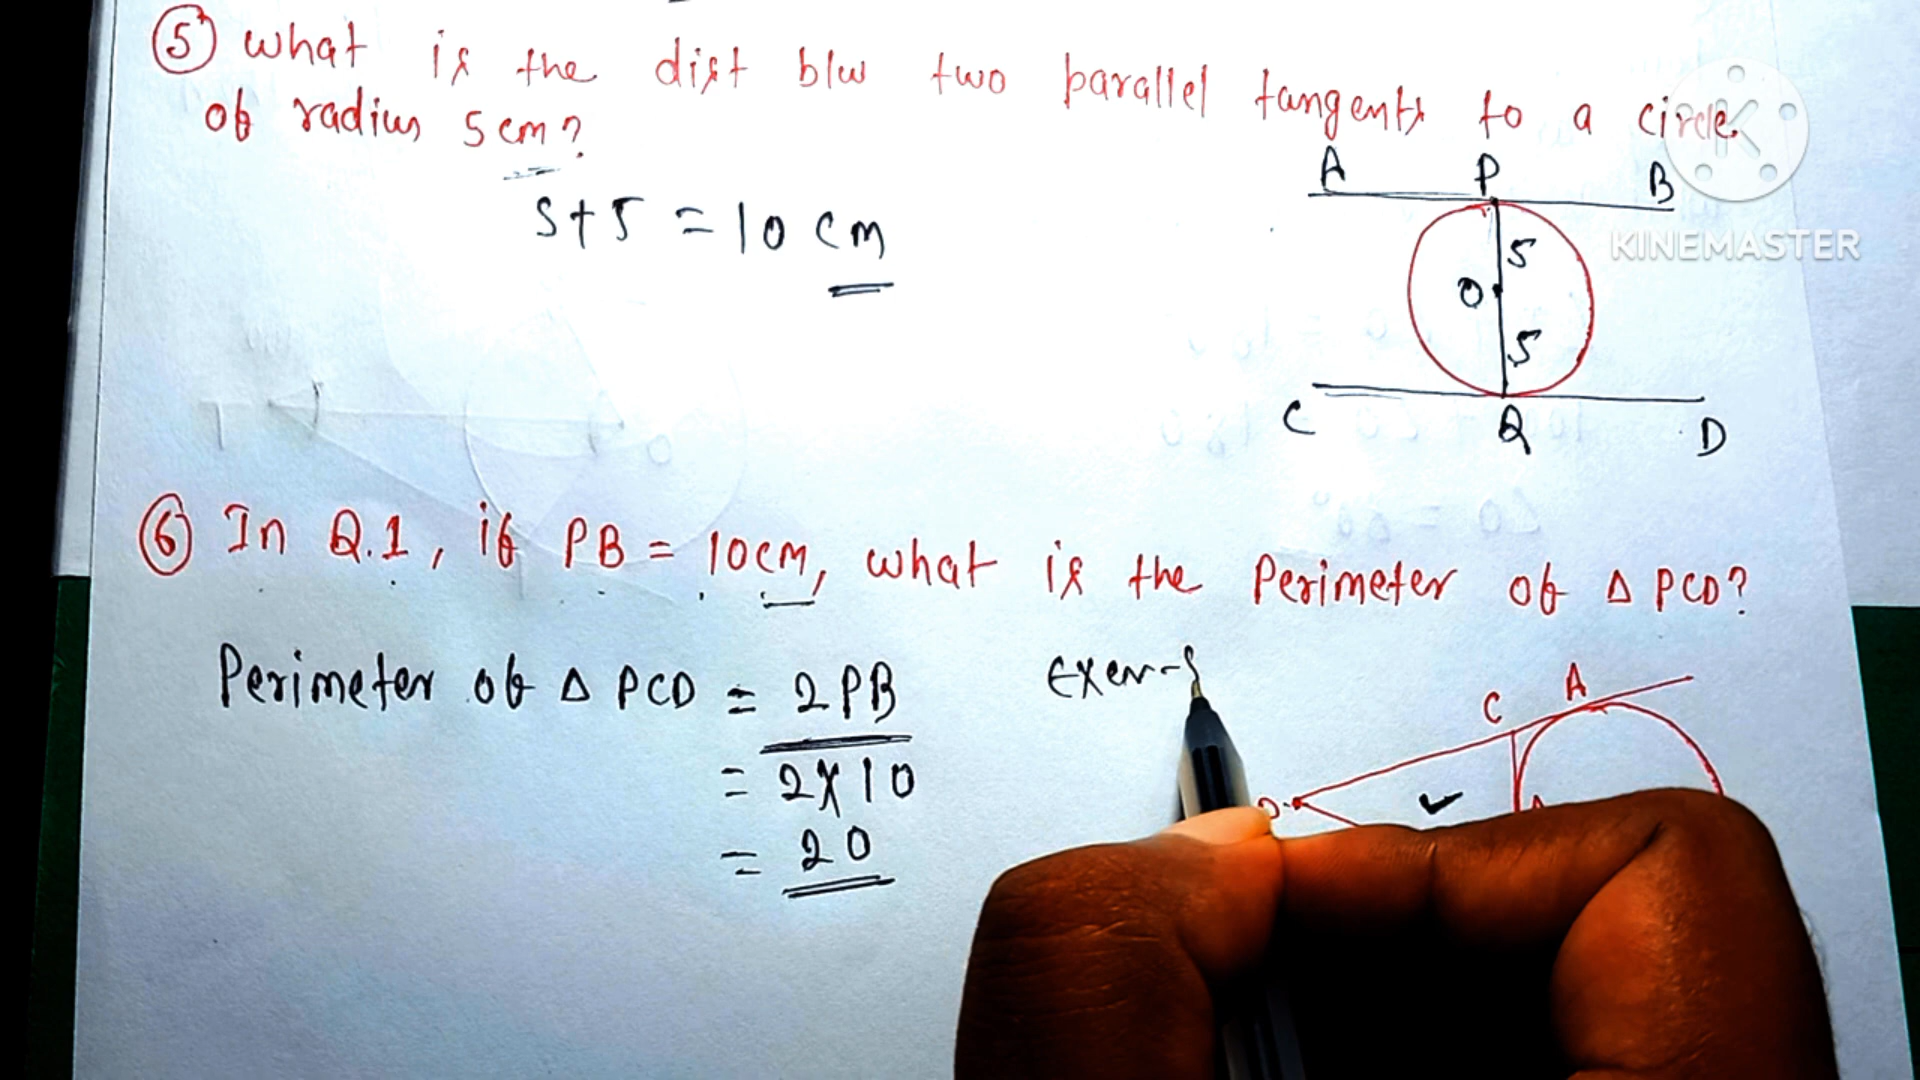 ⑤ What is the dist b/w two parallel tangents to a circle
of radius 5cm?
5+5 = 10 cm
A P B
KINEMASTER
5
O
5
C Q D
⑥ In Q.1, if PB = 10cm, what is the Perimeter of Δ PCD?
Perimeter of Δ PCD = 2PB
= 2×10
= 20
C A